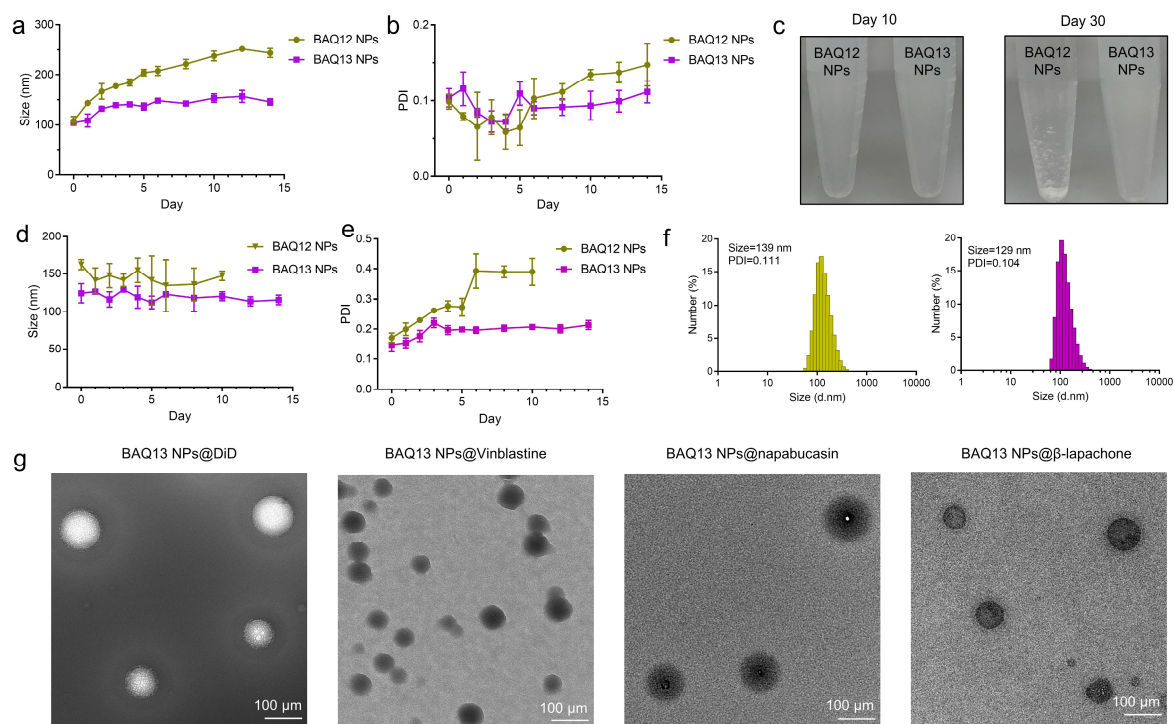 a
300
250
200
150
100
50
0
5
10
15
Size (nm)
Day
BAQ12 NPs
BAQ13 NPs
b
0.2
0.1
0.0
0
5
10
15
PDI
Day
BAQ12 NPs
BAQ13 NPs
c
Day 10
Day 30
BAQ12
NPs
BAQ13
NPs
BAQ12
NPs
BAQ13
NPs
d
200
150
100
50
0
0
5
10
15
Size (nm)
Day
BAQ12 NPs
BAQ13 NPs
e
0.5
0.4
0.3
0.2
0.1
0.0
0
5
10
15
PDI
Day
BAQ12 NPs
BAQ13 NPs
f
20
15
10
5
0
1
10
100
1000
10000
Number (%)
Size (d.nm)
Size=139 nm
PDI=0.111
20
15
10
5
0
1
10
100
1000
10000
Number (%)
Size (d.nm)
Size=129 nm
PDI=0.104
g
BAQ13 NPs@DiD
BAQ13 NPs@Vinblastine
BAQ13 NPs@napabucasin
BAQ13 NPs@β-lapachone
100 μm
100 μm
100 μm
100 μm